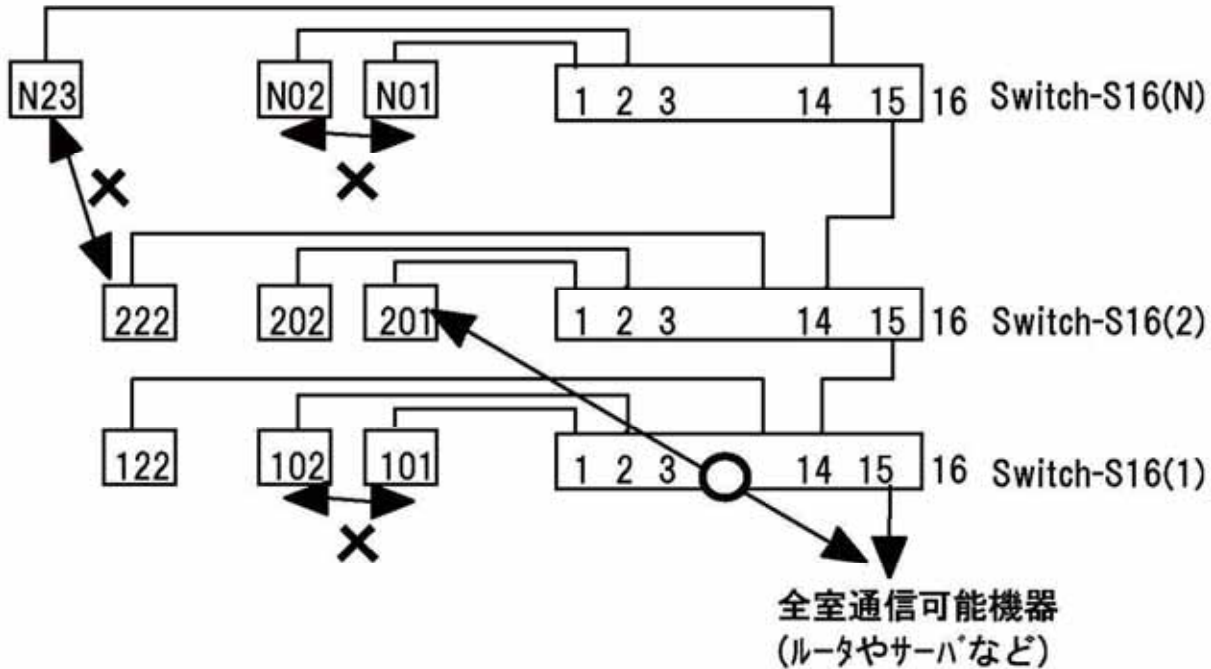 N23 N02 N01 1 2 3 14 15 16 Switch-S16(N)
222 202 201 1 2 3 14 15 16 Switch-S16(2)
122 102 101 1 2 3 14 15 16 Switch-S16(1)
全室通信可能機器
(ルータやサーバなど)